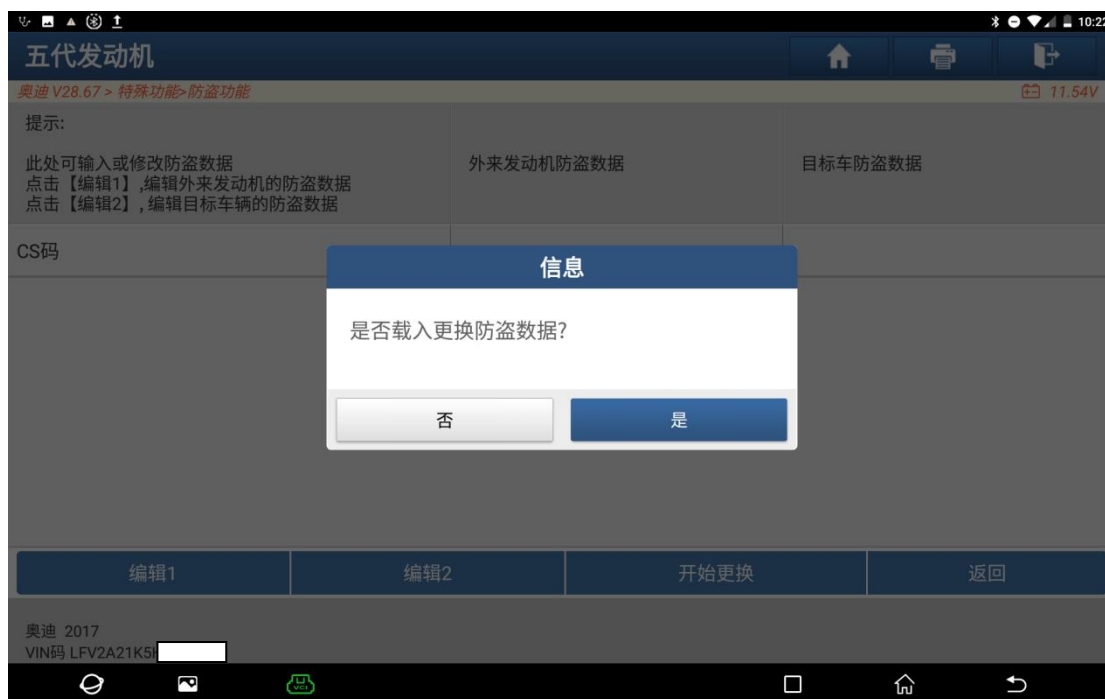 10:22
五代发动机
奥迪 V28.67 > 特殊功能>防盗功能
11.54V
提示:
此处可输入或修改防盗数据
点击【编辑1】,编辑外来发动机的防盗数据
点击【编辑2】, 编辑目标车辆的防盗数据
外来发动机防盗数据
目标车防盗数据
CS码
信息
是否载入更换防盗数据?
否
是
编辑1
编辑2
开始更换
返回
奥迪 2017
VIN码 LFV2A21K5
VCI